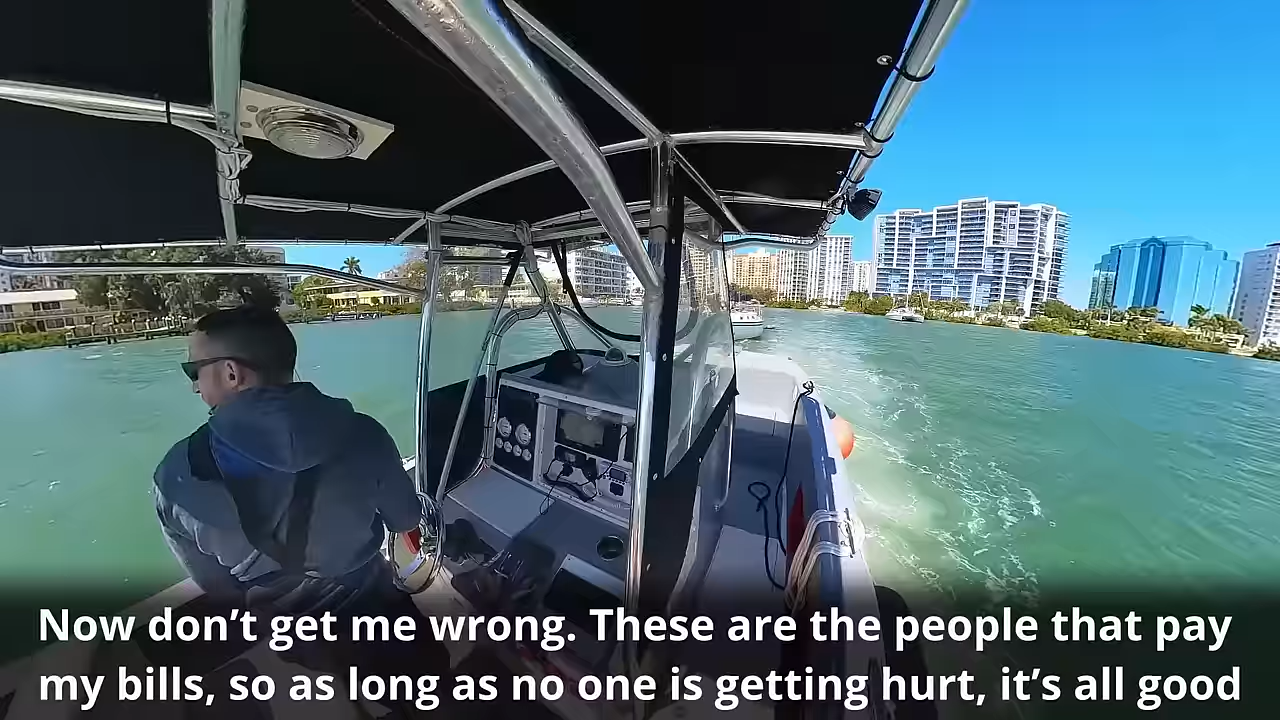 Now don’t get me wrong. These are the people that pay
my bills, so as long as no one is getting hurt, it’s all good